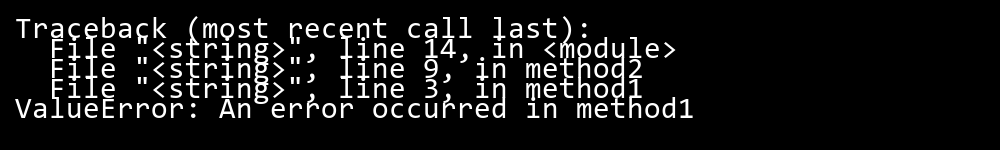 Traceback (most recent call last):
  File "<string>", line 14, in <module>
  File "<string>", line 9, in method2
  File "<string>", line 3, in method1
ValueError: An error occurred in method1